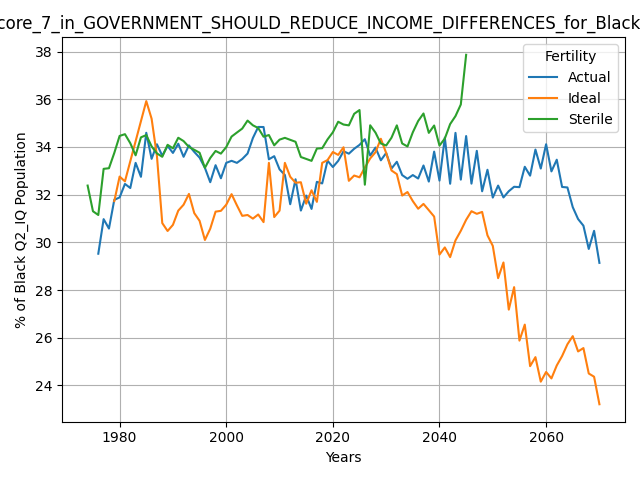 core_7_in_GOVERNMENT_SHOULD_REDUCE_INCOME_DIFFERENCES_for_Black
Fertility
Actual
Ideal
Sterile
% of Black Q2_IQ Population
38
36
34
32
30
28
26
24
1980
2000
2020
2040
2060
Years